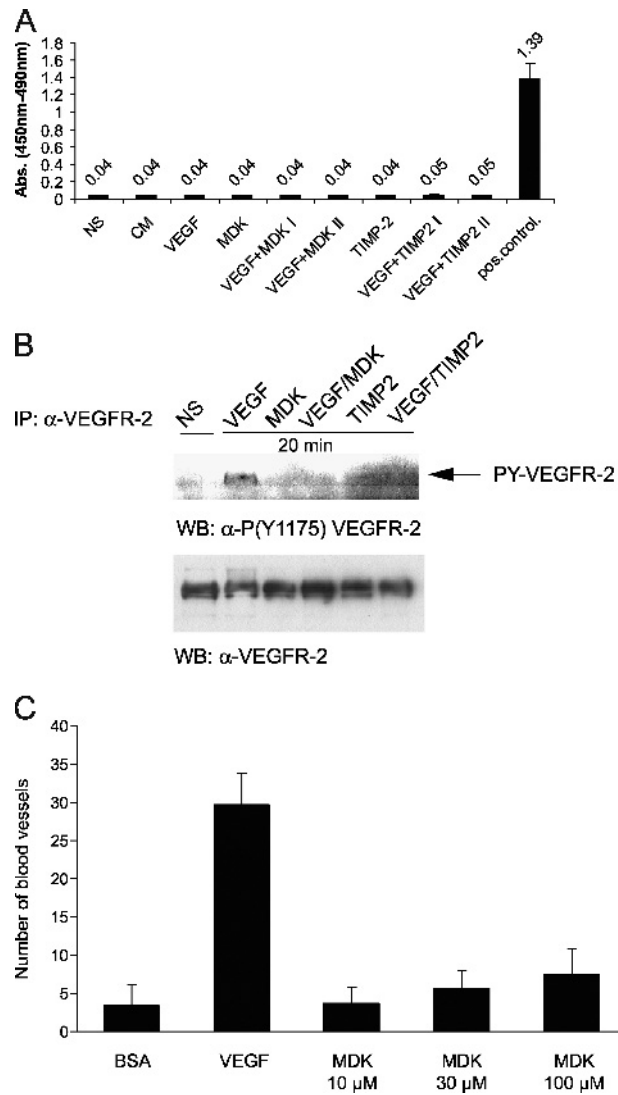 A
Abs. (450nm-490nm)
1.8
1.6
1.4
1.2
1
0.8
0.6
0.4
0.2
0
0.04
0.04
0.04
0.04
0.04
0.04
0.04
0.05
0.05
1.39
NS
CM
VEGF
MDK
VEGF+MDK I
VEGF+MDK II
TIMP-2
VEGF+TIMP2 I
VEGF+TIMP2 II
pos.control.
B
IP: α-VEGFR-2
NS
VEGF
MDK
VEGF/MDK
TIMP2
VEGF/TIMP2
20 min
PY-VEGFR-2
WB: α-P(Y1175) VEGFR-2
WB: α-VEGFR-2
C
Number of blood vessels
40
35
30
25
20
15
10
5
0
BSA
VEGF
MDK
10 µM
MDK
30 µM
MDK
100 µM